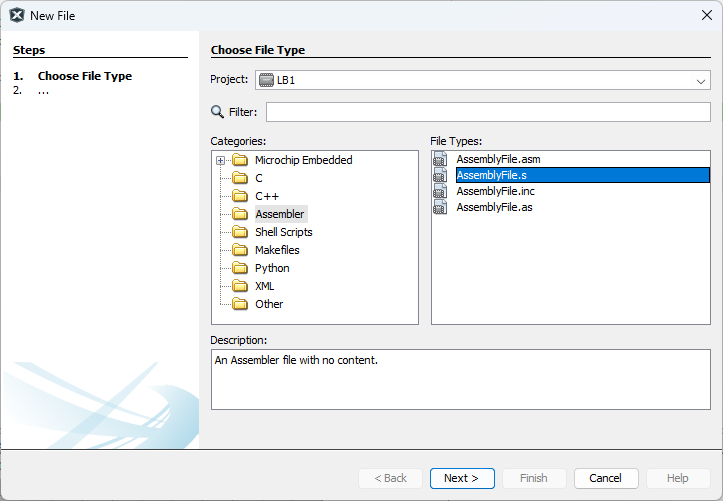 New File
Steps
1. Choose File Type
2. ...
Choose File Type
Project: LB1
Filter:
Categories:
Microchip Embedded
C
C++
Assembler
Shell Scripts
Makefiles
Python
XML
Other
File Types:
AssemblyFile.asm
AssemblyFile.s
AssemblyFile.inc
AssemblyFile.as
Description:
An Assembler file with no content.
< Back
Next >
Finish
Cancel
Help